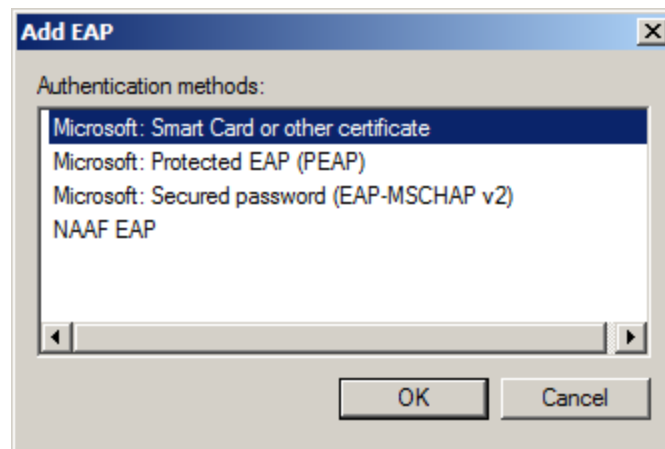 Add EAP
Authentication methods:
Microsoft: Smart Card or other certificate
Microsoft: Protected EAP (PEAP)
Microsoft: Secured password (EAP-MSCHAP v2)
NAAF EAP
OK Cancel